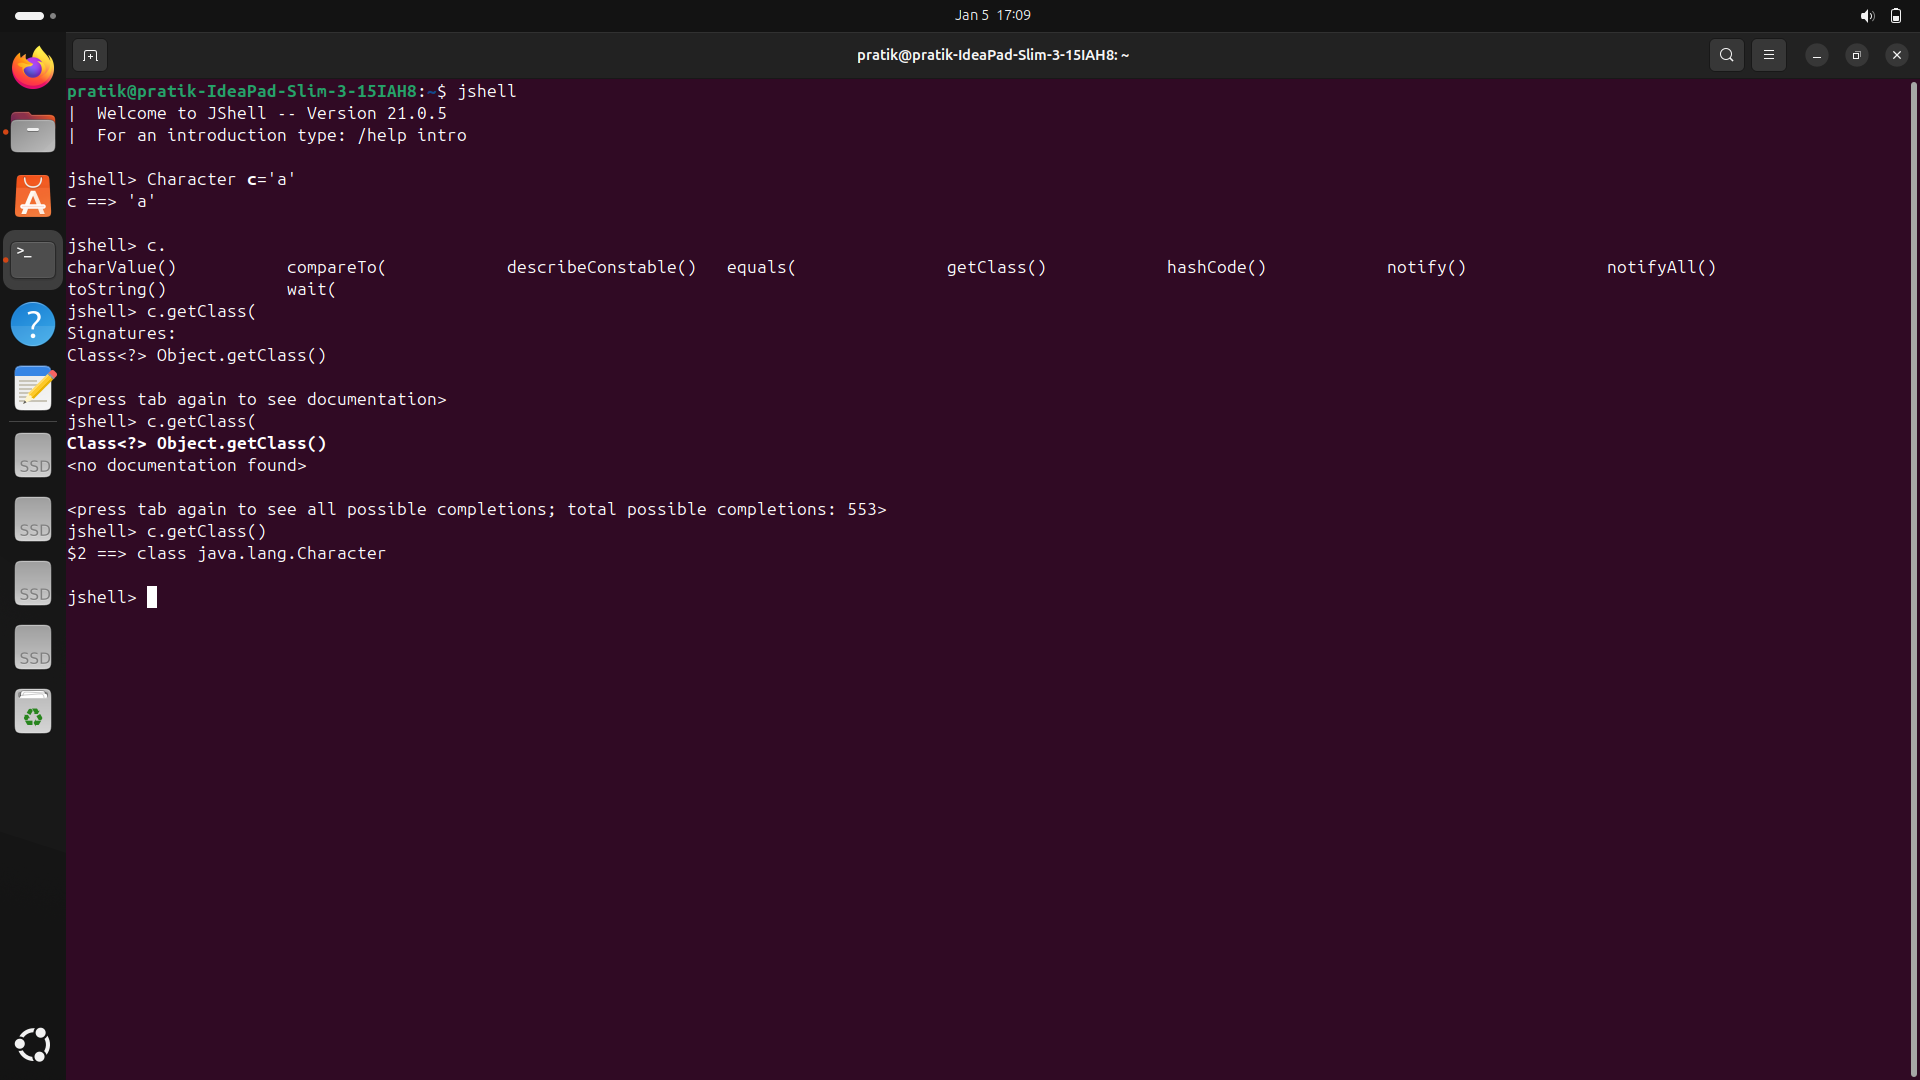 Jan 5  17:09
pratik@pratik-IdeaPad-Slim-3-15IAH8: ~
pratik@pratik-IdeaPad-Slim-3-15IAH8:~$ jshell
|  Welcome to JShell -- Version 21.0.5
|  For an introduction type: /help intro
jshell> Character c='a'
c ==> 'a'
jshell> c.
charValue()           compareTo(            describeConstable()   equals(               getClass()            hashCode()            notify()              notifyAll()
toString()            wait(
jshell> c.getClass(
Signatures:
Class<?> Object.getClass()
<press tab again to see documentation>
jshell> c.getClass(
Class<?> Object.getClass()
<no documentation found>
<press tab again to see all possible completions; total possible completions: 553>
jshell> c.getClass()
$2 ==> class java.lang.Character
jshell>
>_
?
SSD
SSD
SSD
SSD